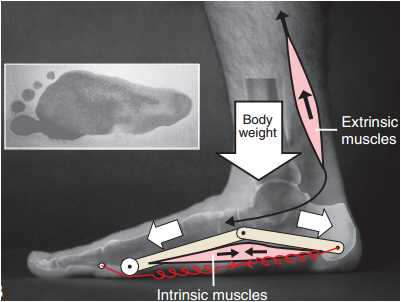 Body
weight
Extrinsic
muscles
Intrinsic muscles